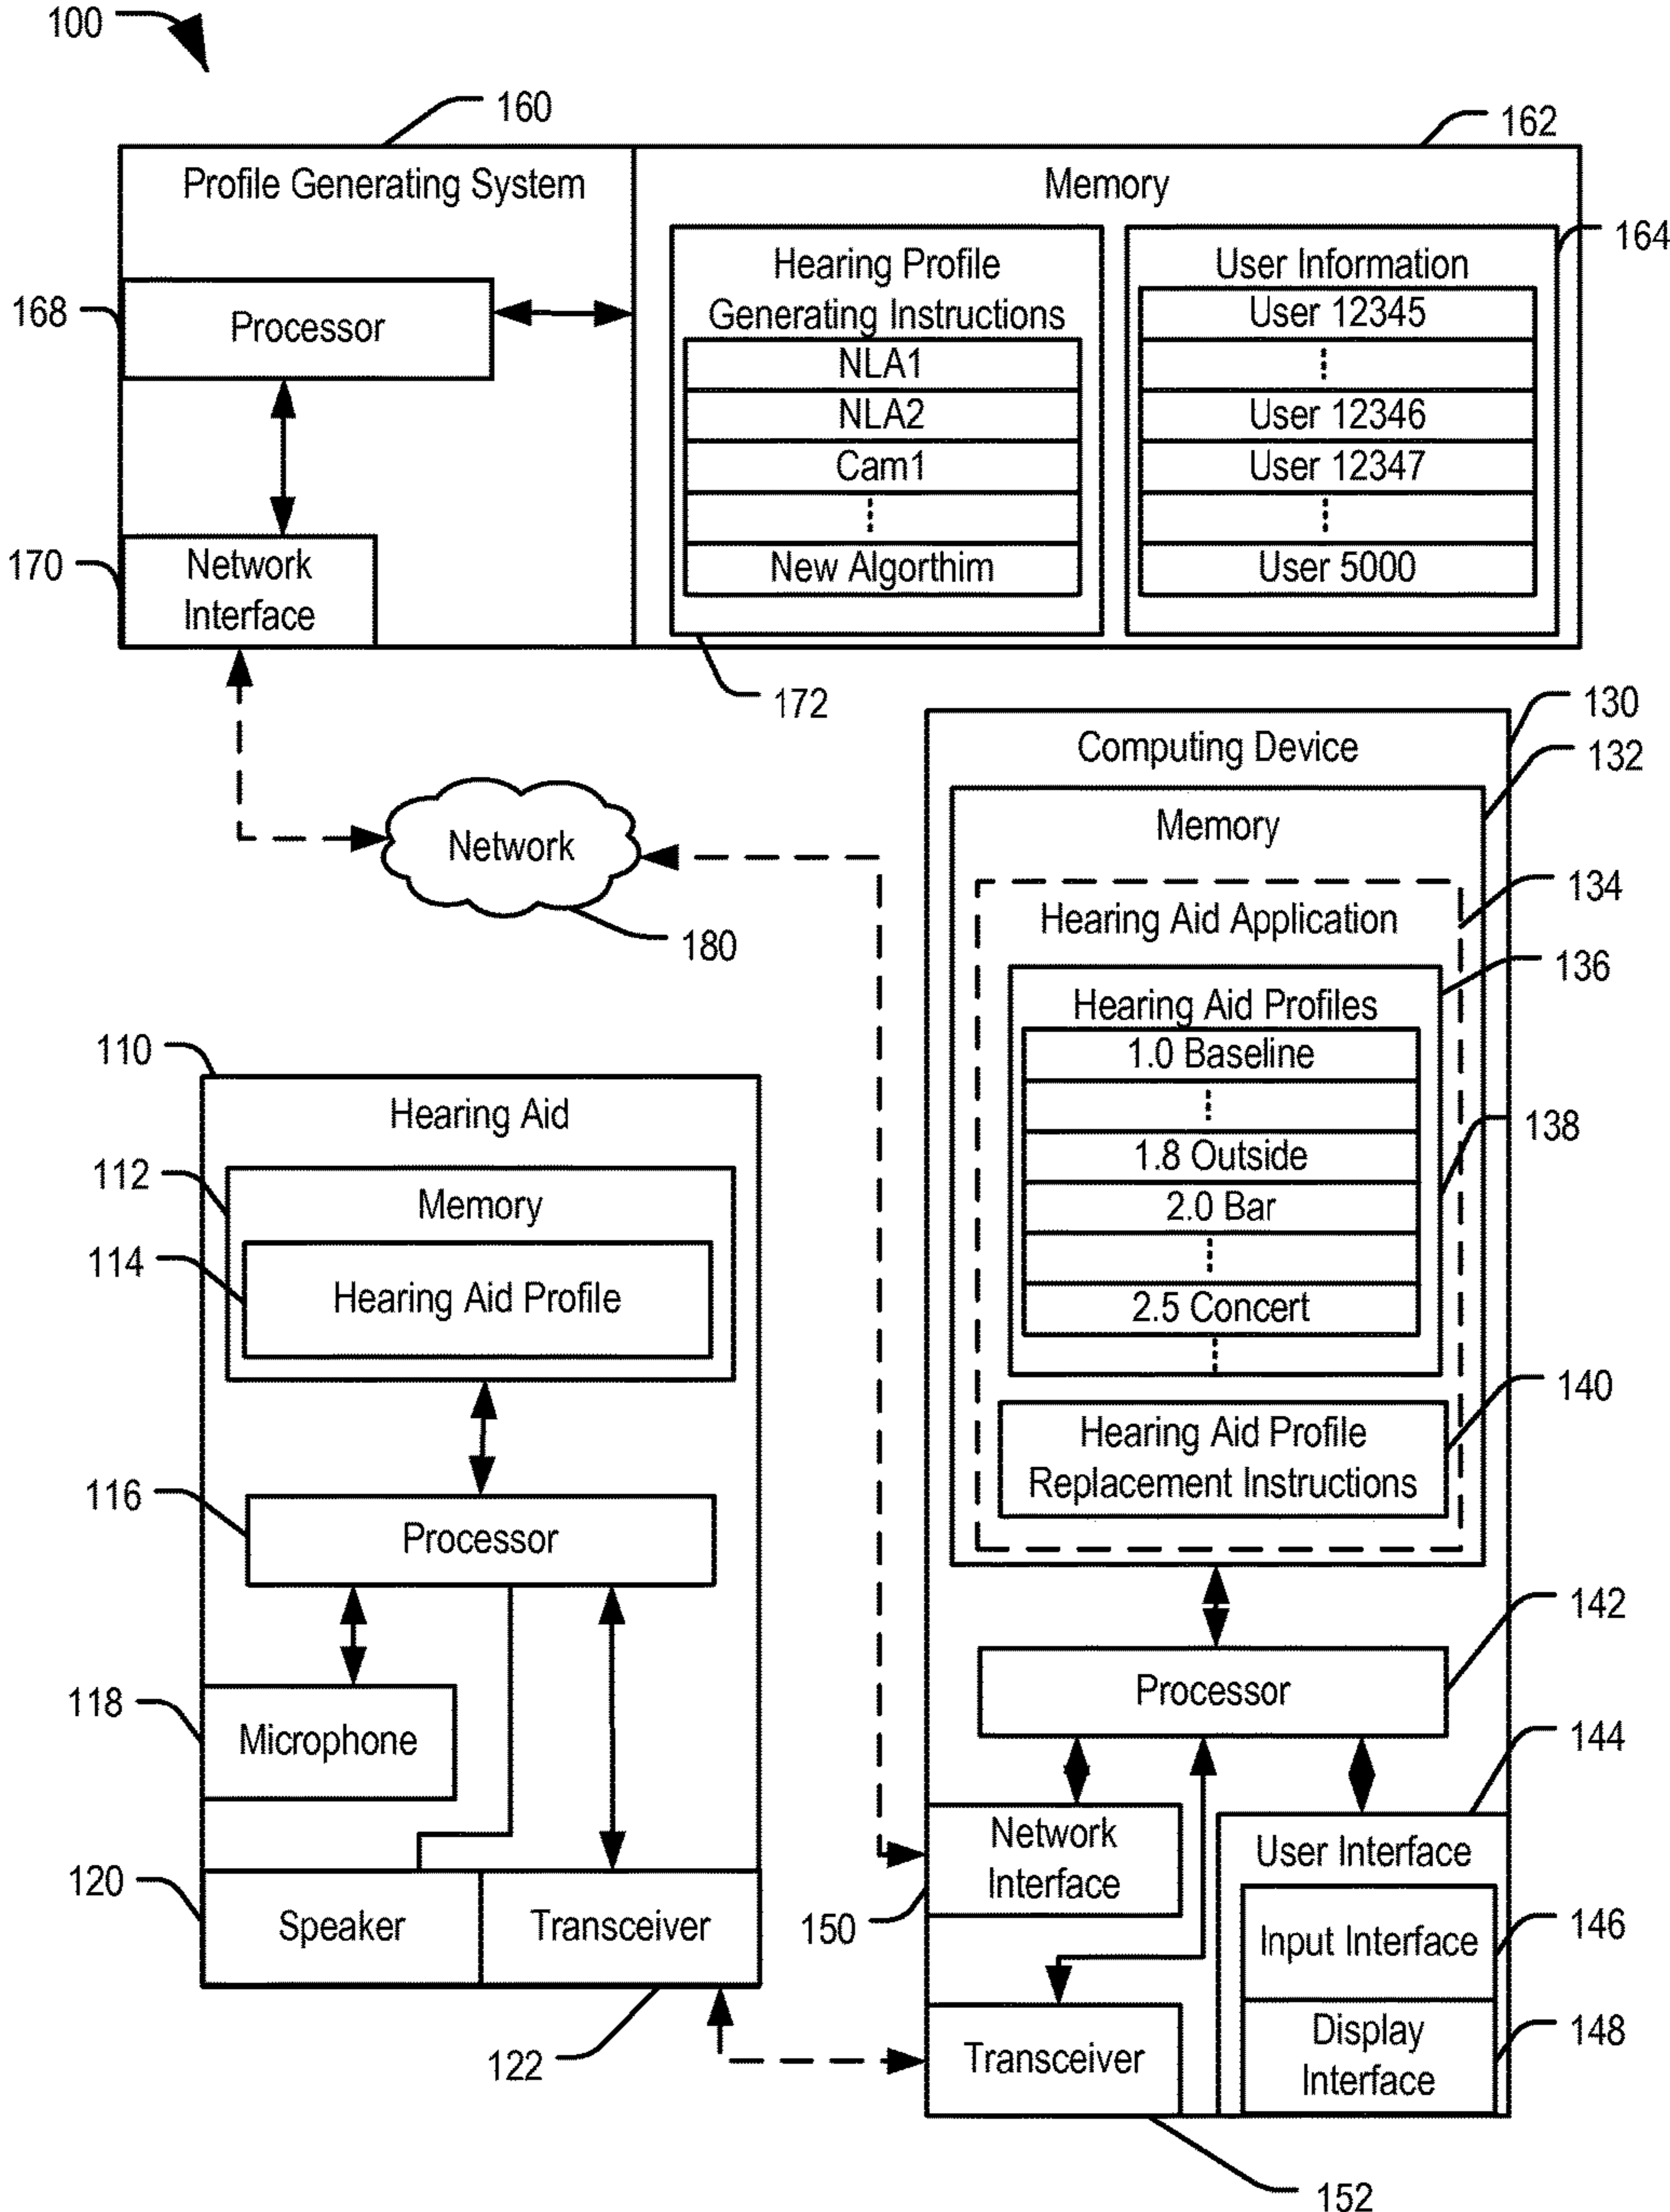 100
160
162
Profile Generating System
Memory
164
Hearing Profile
Generating Instructions
User Information
168
Processor
NLA1
NLA2
Cam1
New Algorthim
User 12345
User 12346
User 12347
User 5000
170
Network
Interface
172
Network
180
130
Computing Device
132
Memory
134
Hearing Aid Application
136
Hearing Aid Profiles
1.0 Baseline
1.8 Outside
138
2.0 Bar
2.5 Concert
140
Hearing Aid Profile
Replacement Instructions
110
Hearing Aid
112
Memory
114
Hearing Aid Profile
116
Processor
118
Microphone
120
Speaker
Transceiver
122
142
Processor
144
Network
Interface
150
User Interface
Input Interface
146
Display
Interface
148
Transceiver
152